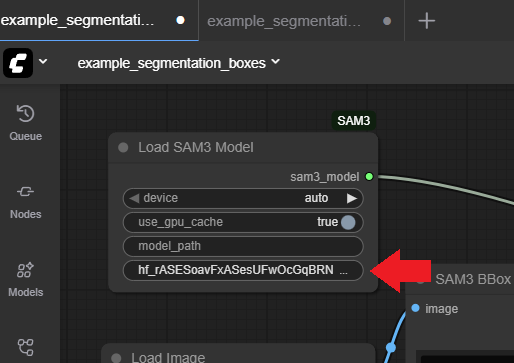 example_segmentati...
example_segmentati...
example_segmentation_boxes
SAM3
Queue
Load SAM3 Model
sam3_model
device
auto
use_gpu_cache
true
Nodes
model_path
hf_rASESoavFxASesUFwOcGqBRN ...
SAM3 BBox
Models
image
Load Image